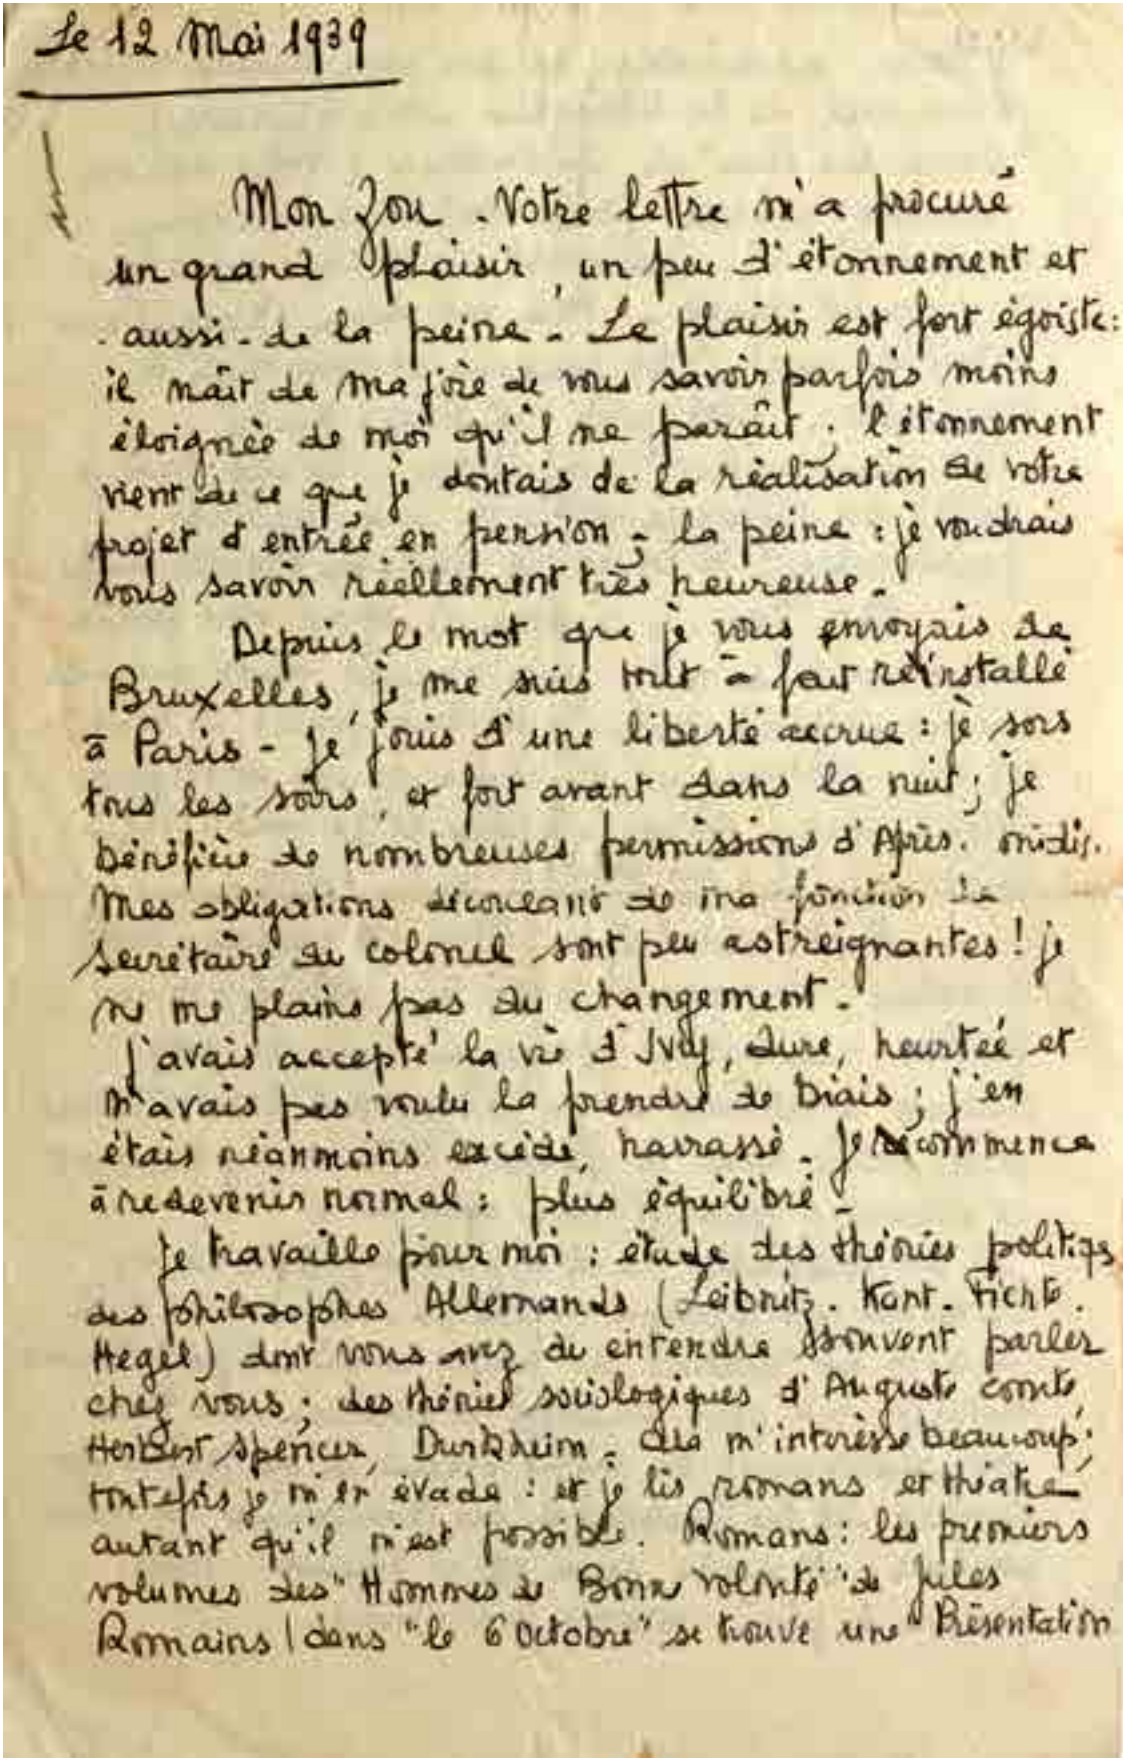 Le 12 Mai 1939
Mon Zou. Votre lettre m'a procuré
un grand plaisir, un peu d'étonnement et
aussi de la peine. Le plaisir est fort égoïste:
il naît de ma joie de vous savoir parfois moins
éloignée de moi qu'il ne paraît; l'étonnement
vient de ce que je doutais de la réalisation de votre
projet d'entrée en pension; la peine: je voudrais
vous savoir réellement très heureuse.
Depuis le mot que je vous envoyais de
Bruxelles, je me suis tout à fait réinstallé
à Paris - Je jouis d'une liberté accrue: je sors
tous les soirs, et fort avant dans la nuit; je
bénéficie de nombreuses permissions d'Après-midis.
Mes obligations découlant de ma fonction de
secrétaire du colonel sont peu astreignantes! je
ne me plains pas du changement.
J'avais accepté la vie d'Ivry, dure, heurtée et
n'avais pas voulu la prendre de biais; j'en
étais néanmoins excédé, harrassé. Je recommence
à redevenir normal: plus équilibré.
Je travaille pour moi: étude des théories politiqs
des philosophes Allemands (Leibnitz. Kant. Fichte.
Hegel) dont vous avez du entendre souvent parler
chez vous; des théories sociologiques d'Auguste comte,
Herbert Spencer, Durkheim. Cela m'intéresse beaucoup;
toutefois je m'en évade: et je lis romans et théatre
autant qu'il m'est possible. Romans: les premiers
volumes des "Hommes de Bonne Volonté" de Jules
Romains (dans "le 6 Octobre" se trouve une "Présentation